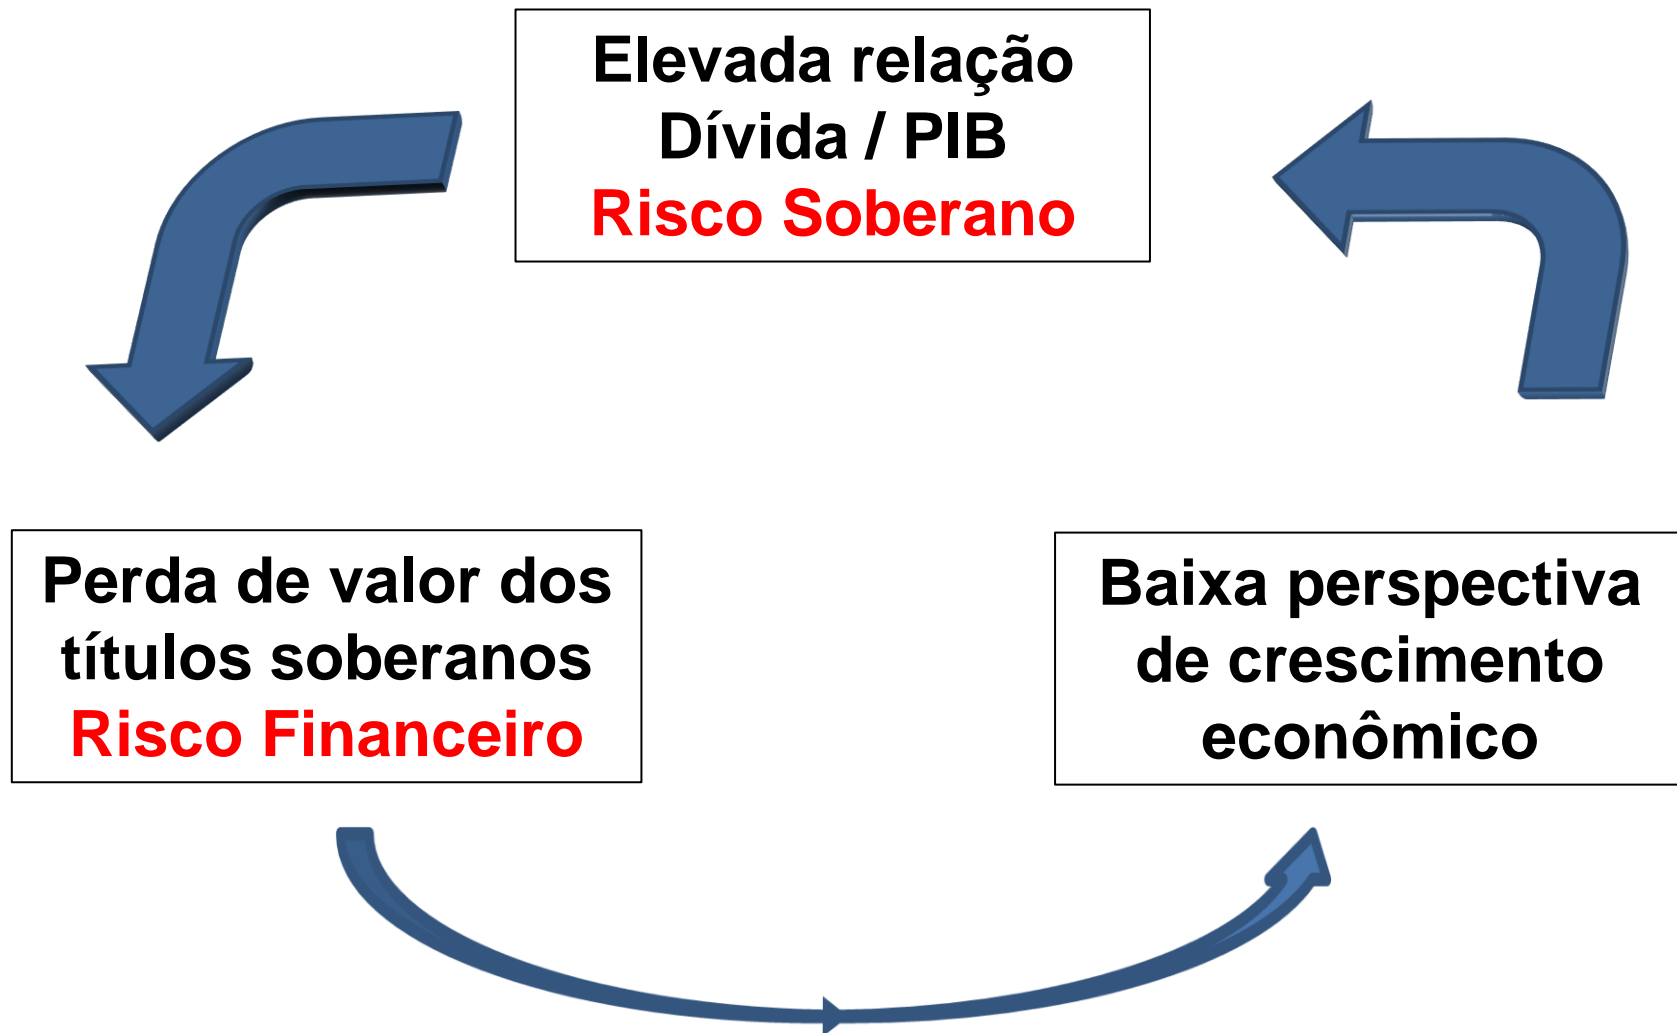 Elevada relação
Dívida / PIB
Risco Soberano
Perda de valor dos
títulos soberanos
Risco Financeiro
Baixa perspectiva
de crescimento
econômico